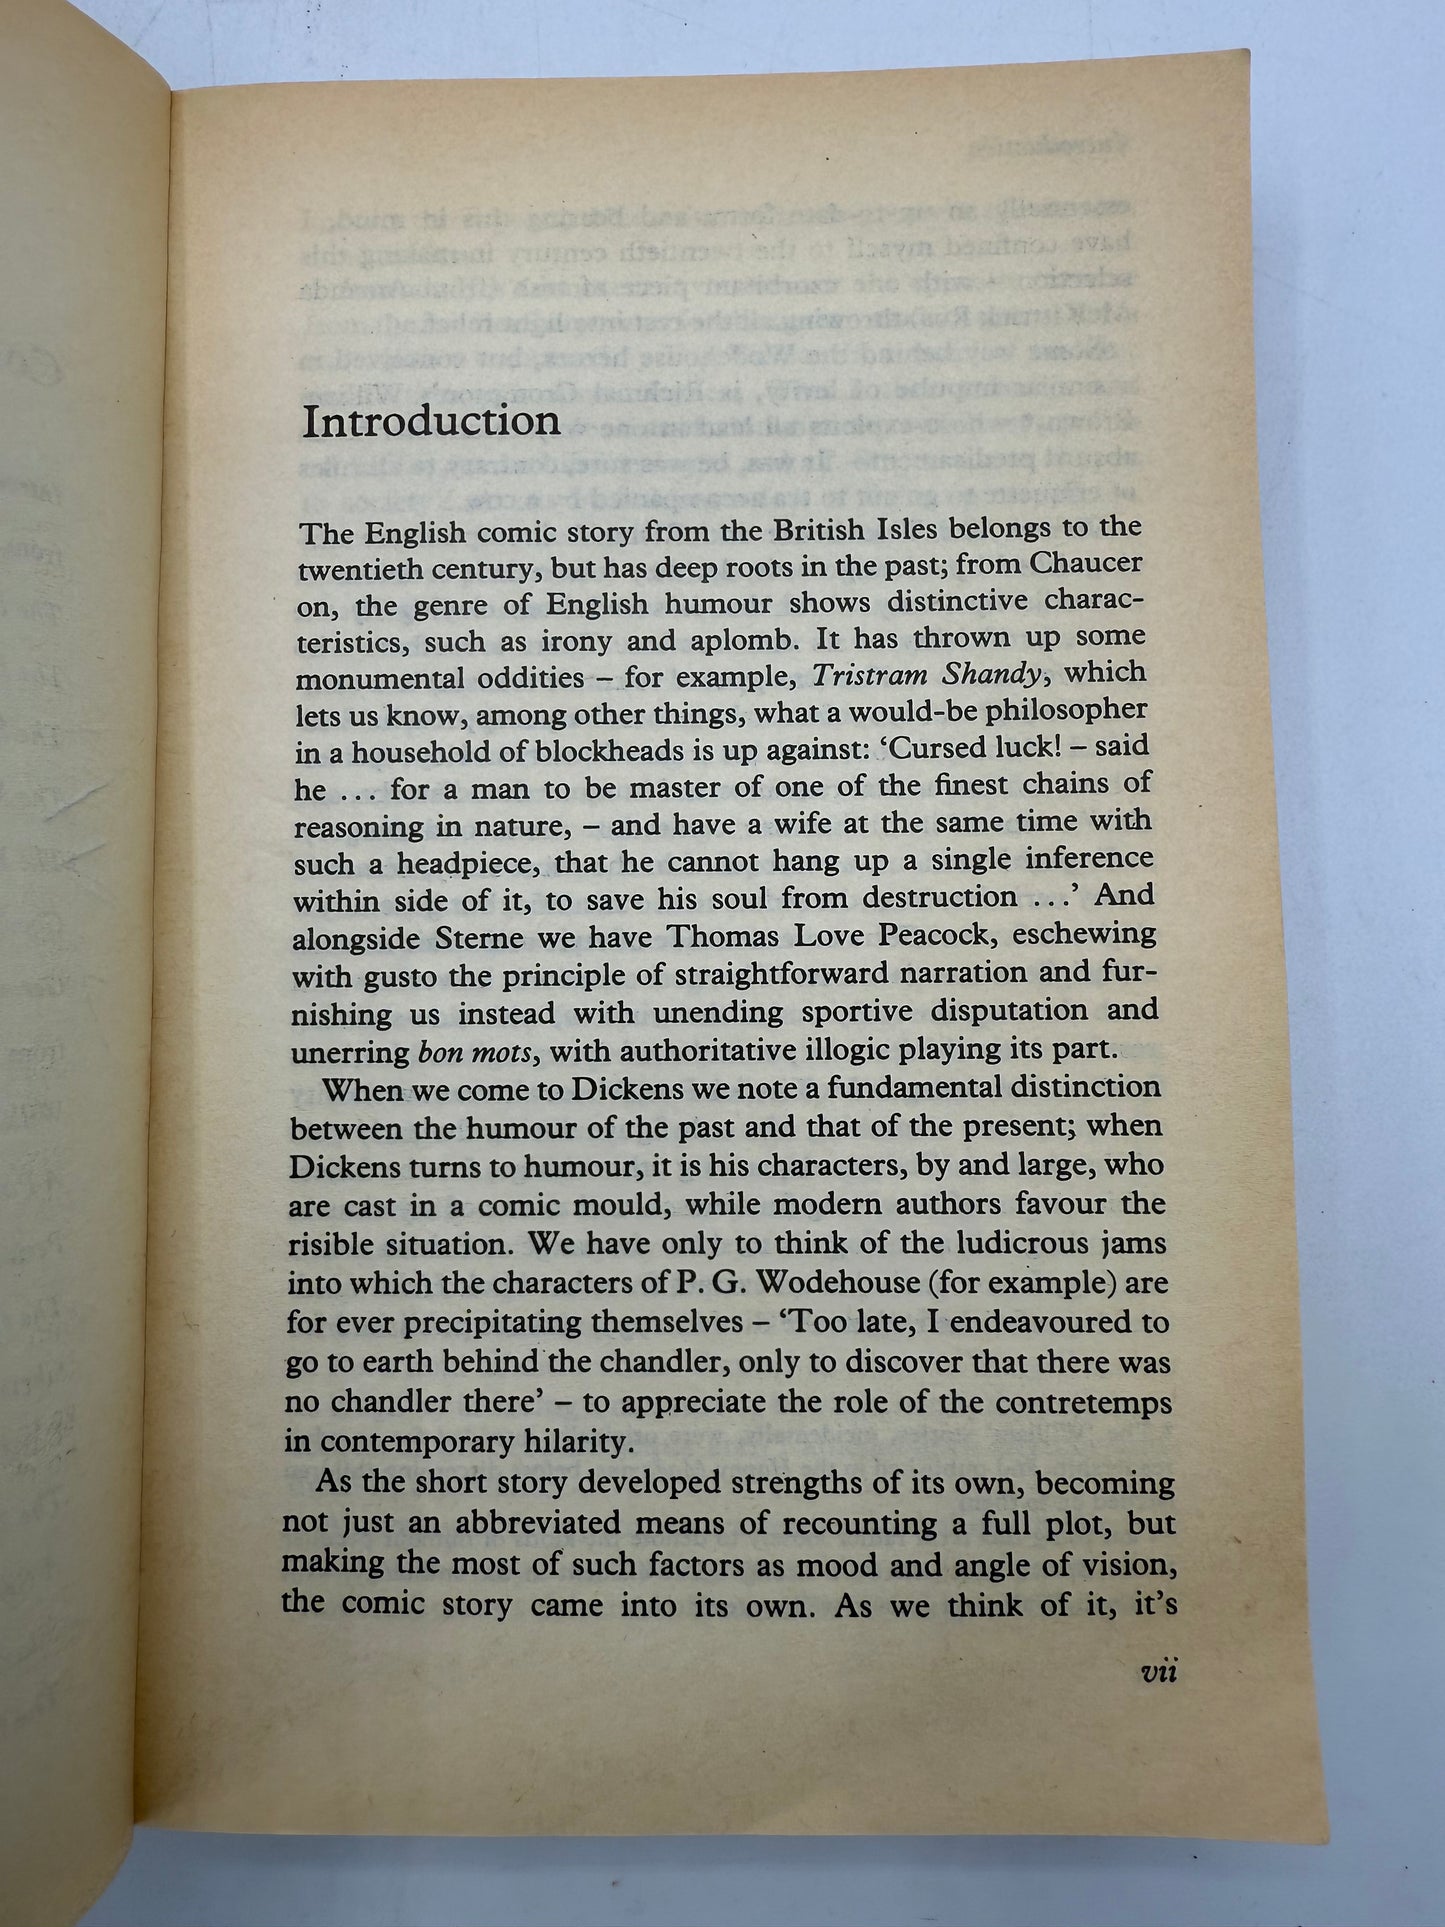 Introduction
The English comic story from the British Isles belongs to the
twentieth century, but has deep roots in the past; from Chaucer
on, the genre of English humour shows distinctive charac-
teristics, such as irony and aplomb. It has thrown up some
monumental oddities – for example, Tristram Shandy, which
lets us know, among other things, what a would-be philosopher
in a household of blockheads is up against: ‘Cursed luck! – said
he ... for a man to be master of one of the finest chains of
reasoning in nature, – and have a wife at the same time with
such a headpiece, that he cannot hang up a single inference
within side of it, to save his soul from destruction ...’ And
alongside Sterne we have Thomas Love Peacock, eschewing
with gusto the principle of straightforward narration and fur-
nishing us instead with unending sportive disputation and
unerring bon mots, with authoritative illogic playing its part.
When we come to Dickens we note a fundamental distinction
between the humour of the past and that of the present; when
Dickens turns to humour, it is his characters, by and large, who
are cast in a comic mould, while modern authors favour the
risible situation. We have only to think of the ludicrous jams
into which the characters of P. G. Wodehouse (for example) are
for ever precipitating themselves – ‘Too late, I endeavoured to
go to earth behind the chandler, only to discover that there was
no chandler there’ – to appreciate the role of the contretemps
in contemporary hilarity.
As the short story developed strengths of its own, becoming
not just an abbreviated means of recounting a full plot, but
making the most of such factors as mood and angle of vision,
the comic story came into its own. As we think of it, it’s
vii